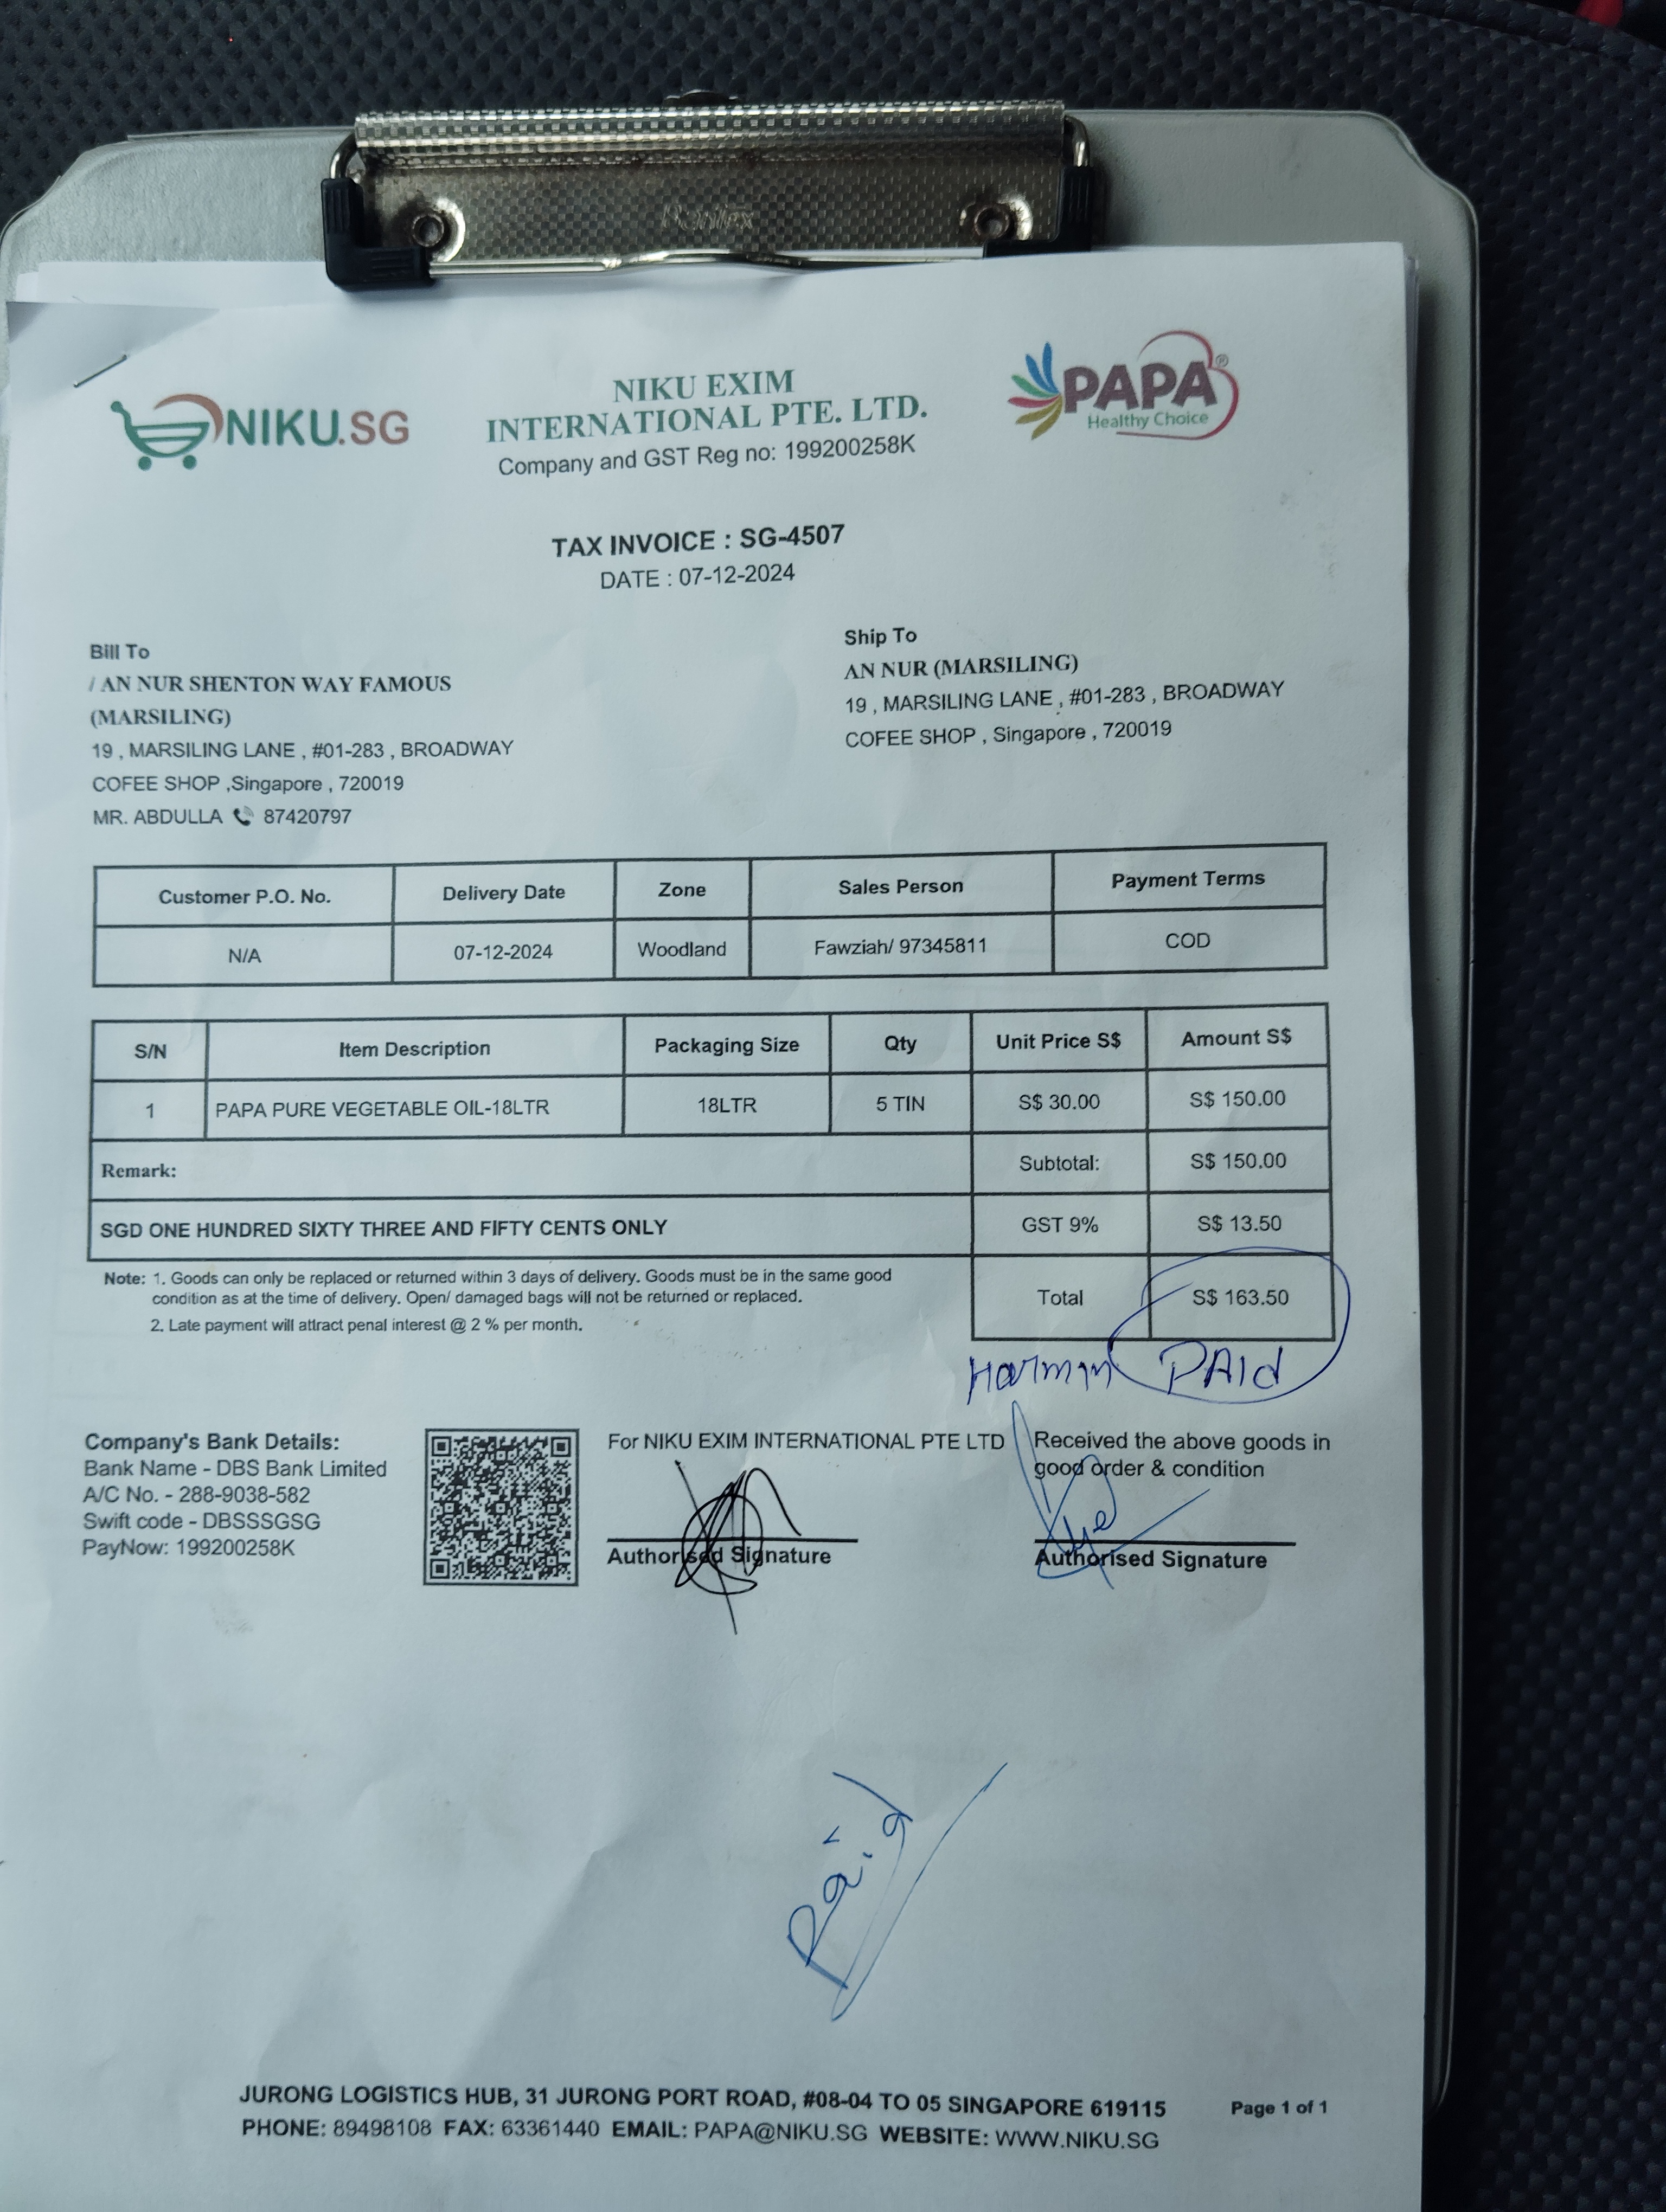 Ranlex
NIKU.SG
NIKU EXIM
INTERNATIONAL PTE. LTD.
Company and GST Reg no: 199200258K
PAPA®
Healthy Choice
TAX INVOICE : SG-4507
DATE : 07-12-2024
Bill To
/ AN NUR SHENTON WAY FAMOUS
(MARSILING)
19 , MARSILING LANE , #01-283 , BROADWAY
COFEE SHOP ,Singapore , 720019
MR. ABDULLA 87420797
Ship To
AN NUR (MARSILING)
19 , MARSILING LANE , #01-283 , BROADWAY
COFEE SHOP , Singapore , 720019
Customer P.O. No. Delivery Date Zone Sales Person Payment Terms
N/A 07-12-2024 Woodland Fawziah/ 97345811 COD
S/N Item Description Packaging Size Qty Unit Price S$ Amount S$
1 PAPA PURE VEGETABLE OIL-18LTR 18LTR 5 TIN S$ 30.00 S$ 150.00
Remark: Subtotal: S$ 150.00
SGD ONE HUNDRED SIXTY THREE AND FIFTY CENTS ONLY GST 9% S$ 13.50
Total S$ 163.50
Note: 1. Goods can only be replaced or returned within 3 days of delivery. Goods must be in the same good
condition as at the time of delivery. Open/ damaged bags will not be returned or replaced.
2. Late payment will attract penal interest @ 2 % per month.
PAId
Company's Bank Details:
Bank Name - DBS Bank Limited
A/C No. - 288-9038-582
Swift code - DBSSSGSG
PayNow: 199200258K
For NIKU EXIM INTERNATIONAL PTE LTD
Authorised Signature
Received the above goods in
good order & condition
Authorised Signature
Paid
JURONG LOGISTICS HUB, 31 JURONG PORT ROAD, #08-04 TO 05 SINGAPORE 619115
PHONE: 89498108 FAX: 63361440 EMAIL: PAPA@NIKU.SG WEBSITE: WWW.NIKU.SG
Page 1 of 1